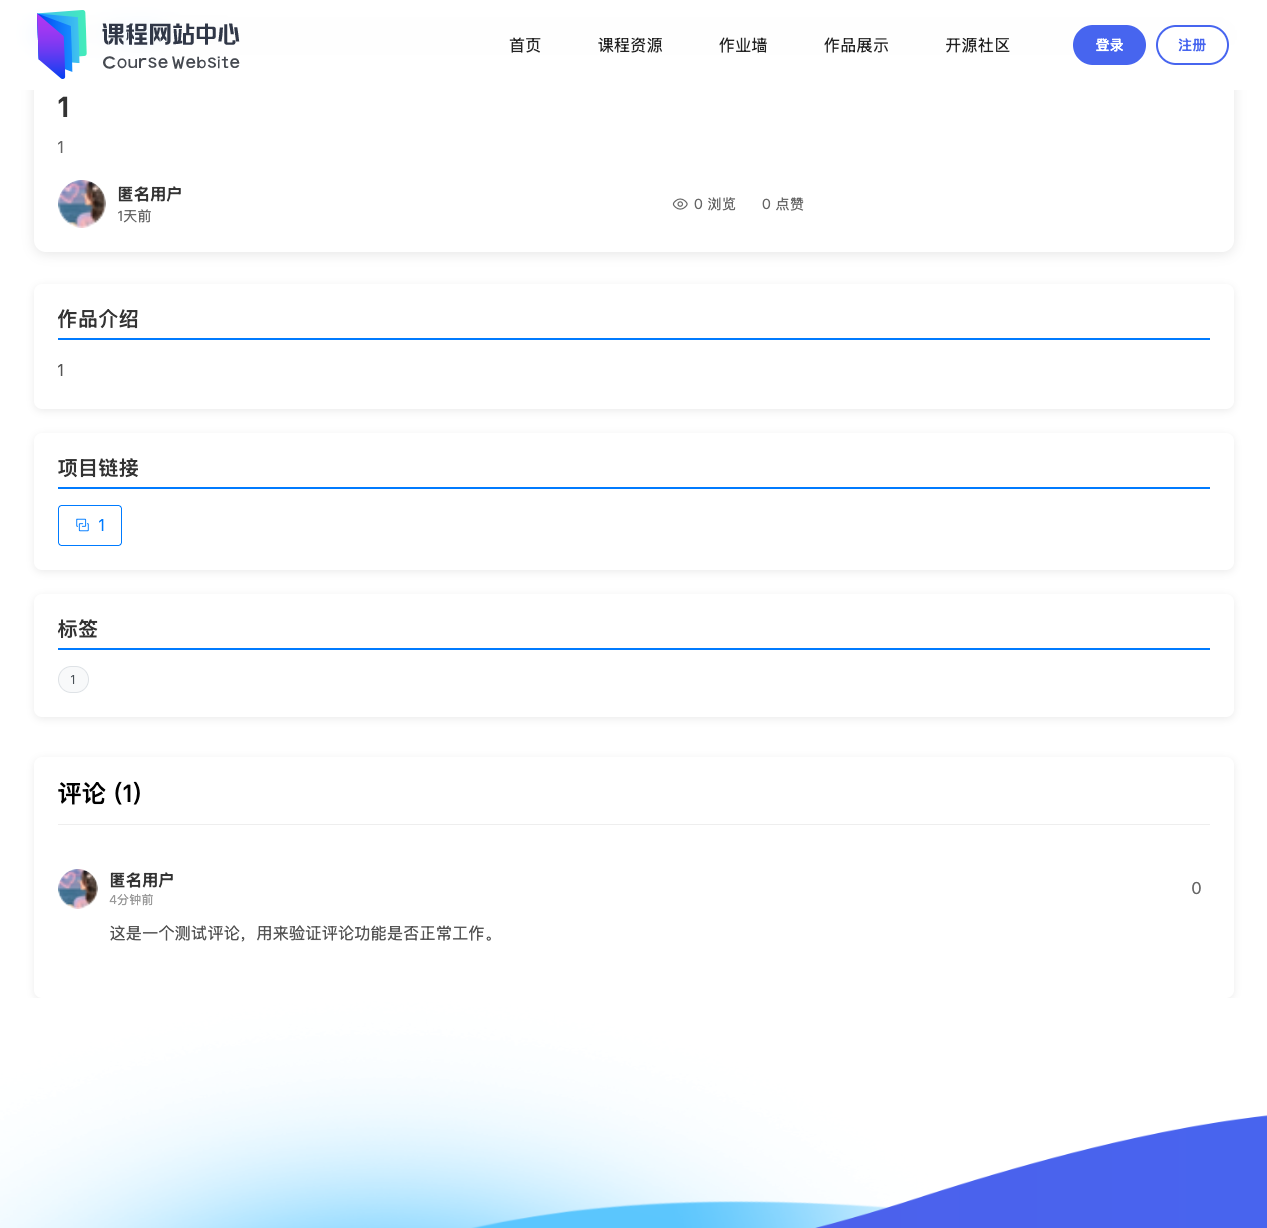 课程网站中心
Course Website
首页 课程资源 作业墙 作品展示 开源社区 登录 注册
1
1
匿名用户
1天前
0 浏览 0 点赞
作品介绍
1
项目链接
1
标签
1
评论 (1)
匿名用户
4分钟前
0
这是一个测试评论，用来验证评论功能是否正常工作。